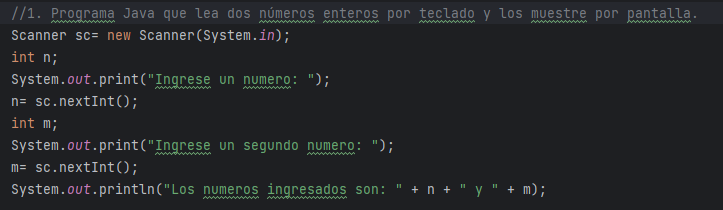 //1. Programa Java que lea dos números enteros por teclado y los muestre por pantalla.
Scanner sc= new Scanner(System.in);
int n;
System.out.print("Ingrese un numero: ");
n= sc.nextInt();
int m;
System.out.print("Ingrese un segundo numero: ");
m= sc.nextInt();
System.out.println("Los numeros ingresados son: " + n + " y " + m);